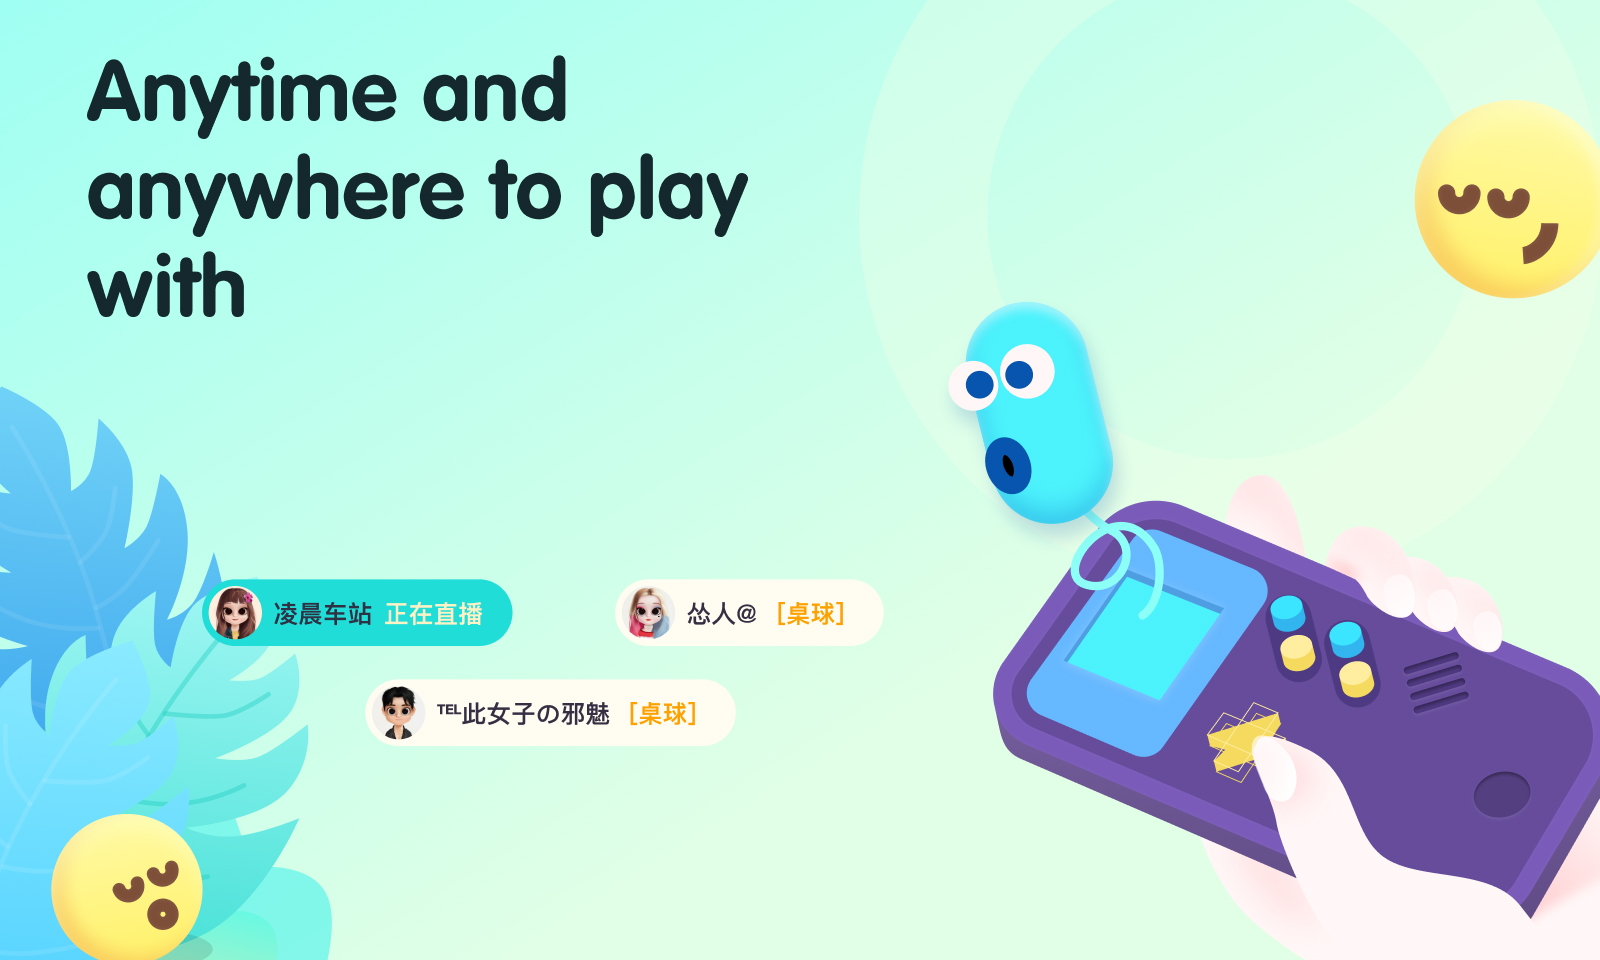 Anytime and
anywhere to play
with
凌晨车站 正在直播
怂人@ [桌球]
℡此女子の邪魅 [桌球]